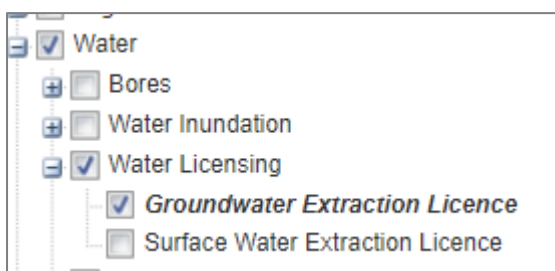 Water
Bores
Water Inundation
Water Licensing
Groundwater Extraction Licence
Surface Water Extraction Licence